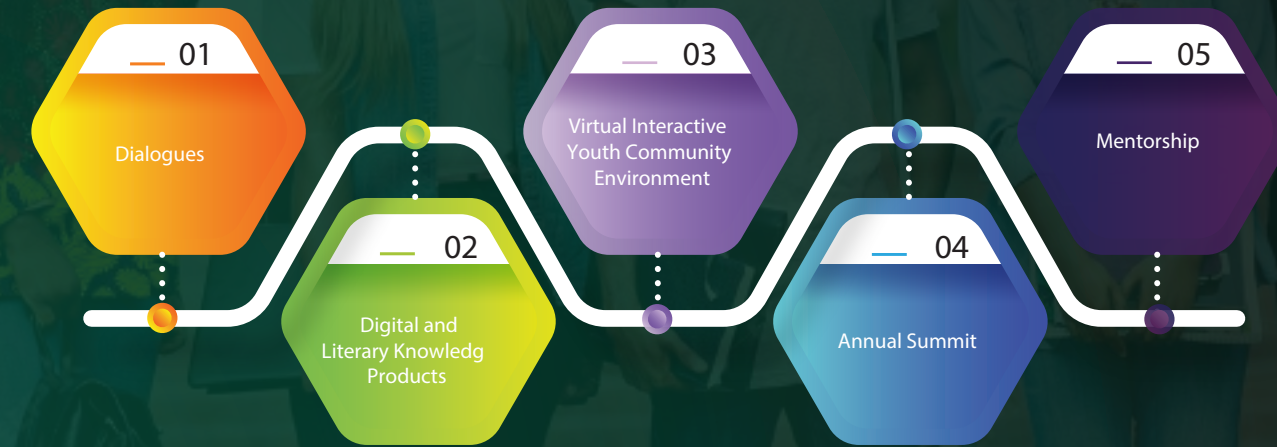 01
Dialogues
02
Digital and
Literary Knowledg
Products
03
Virtual Interactive
Youth Community
Environment
04
Annual Summit
05
Mentorship